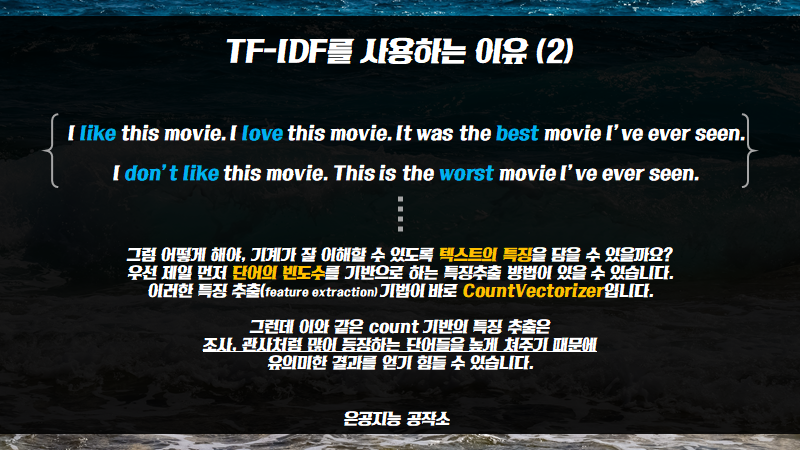 TF-IDF를 사용하는 이유 (2)
I like this movie. I love this movie. It was the best movie I've ever seen.
I don't like this movie. This is the worst movie I've ever seen.
그럼 어떻게 해야, 기계가 잘 이해할 수 있도록 텍스트의 특징을 담을 수 있을까요?
우선 제일 먼저 단어의 빈도수를 기반으로 하는 특징추출 방법이 있을 수 있습니다.
이러한 특징 추출(feature extraction)기법이 바로 CountVectorizer입니다.
그런데 이와 같은 count 기반의 특징 추출은
조사, 관사처럼 많이 등장하는 단어들을 높게 쳐주기 때문에
유의미한 결과를 얻기 힘들 수 있습니다.
은공지능 공작소